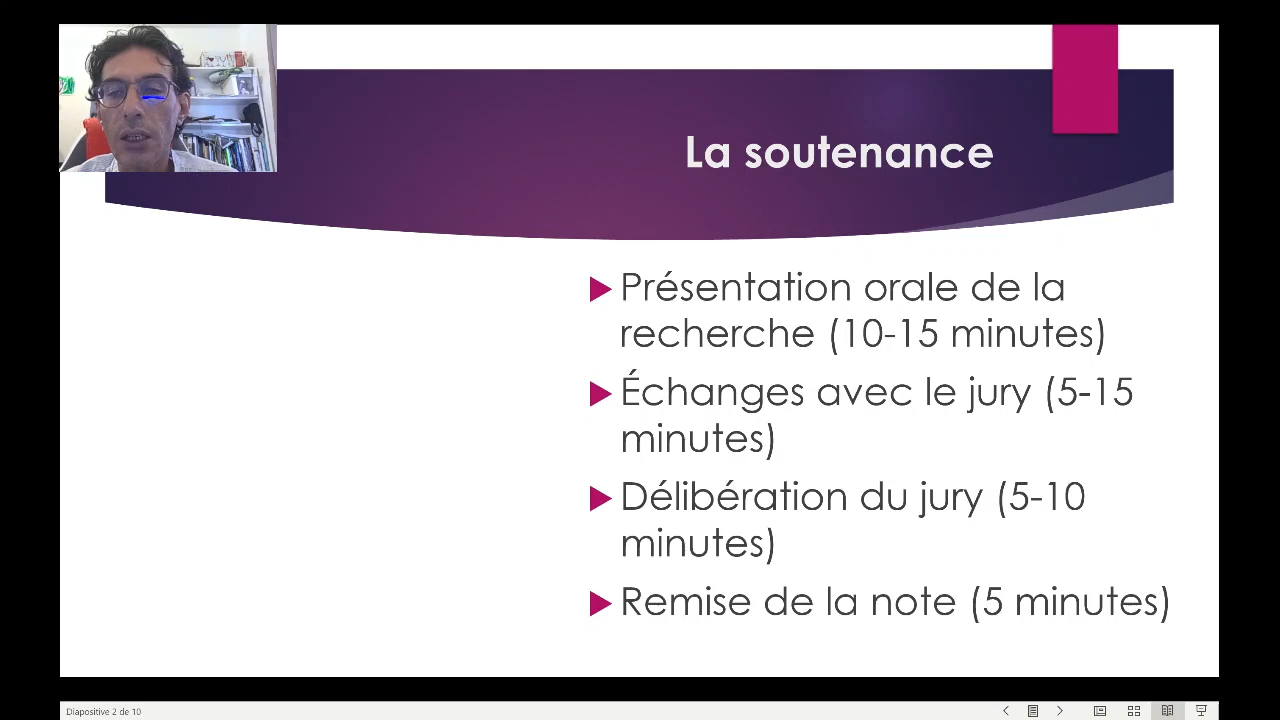 La soutenance
Présentation orale de la
recherche (10-15 minutes)
Échanges avec le jury (5-15
minutes)
Délibération du jury (5-10
minutes)
Remise de la note (5 minutes)
Diapositive 2 de 10